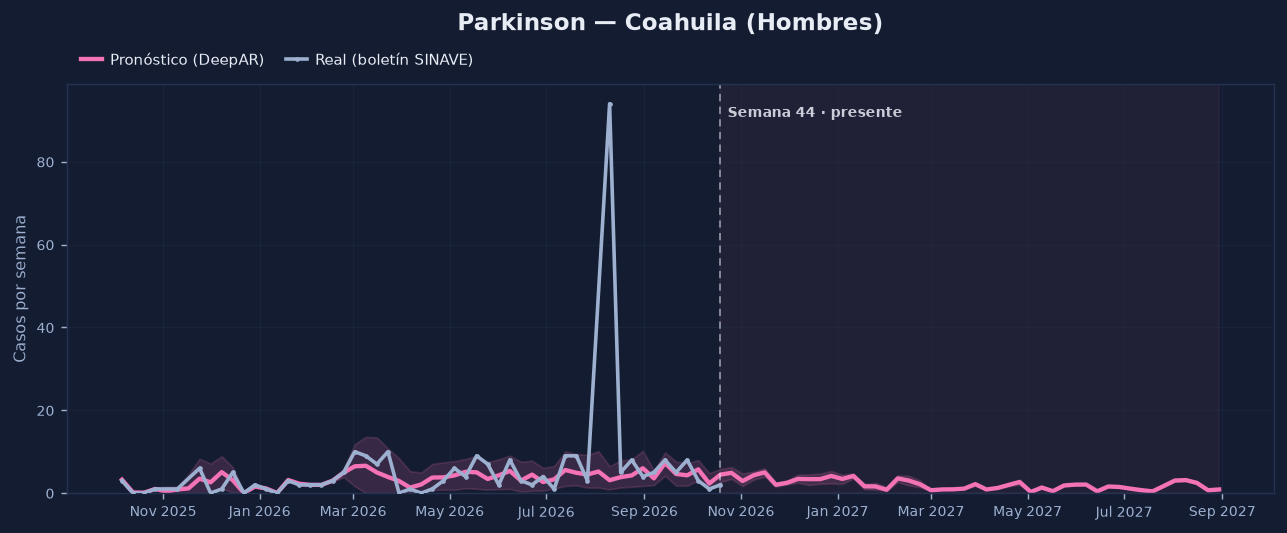 Parkinson — Coahuila (Hombres)
Pronóstico (DeepAR)
Real (boletín SINAVE)
Semana 44 · presente
Casos por semana
80
60
40
20
0
Nov 2025
Jan 2026
Mar 2026
May 2026
Jul 2026
Sep 2026
Nov 2026
Jan 2027
Mar 2027
May 2027
Jul 2027
Sep 2027